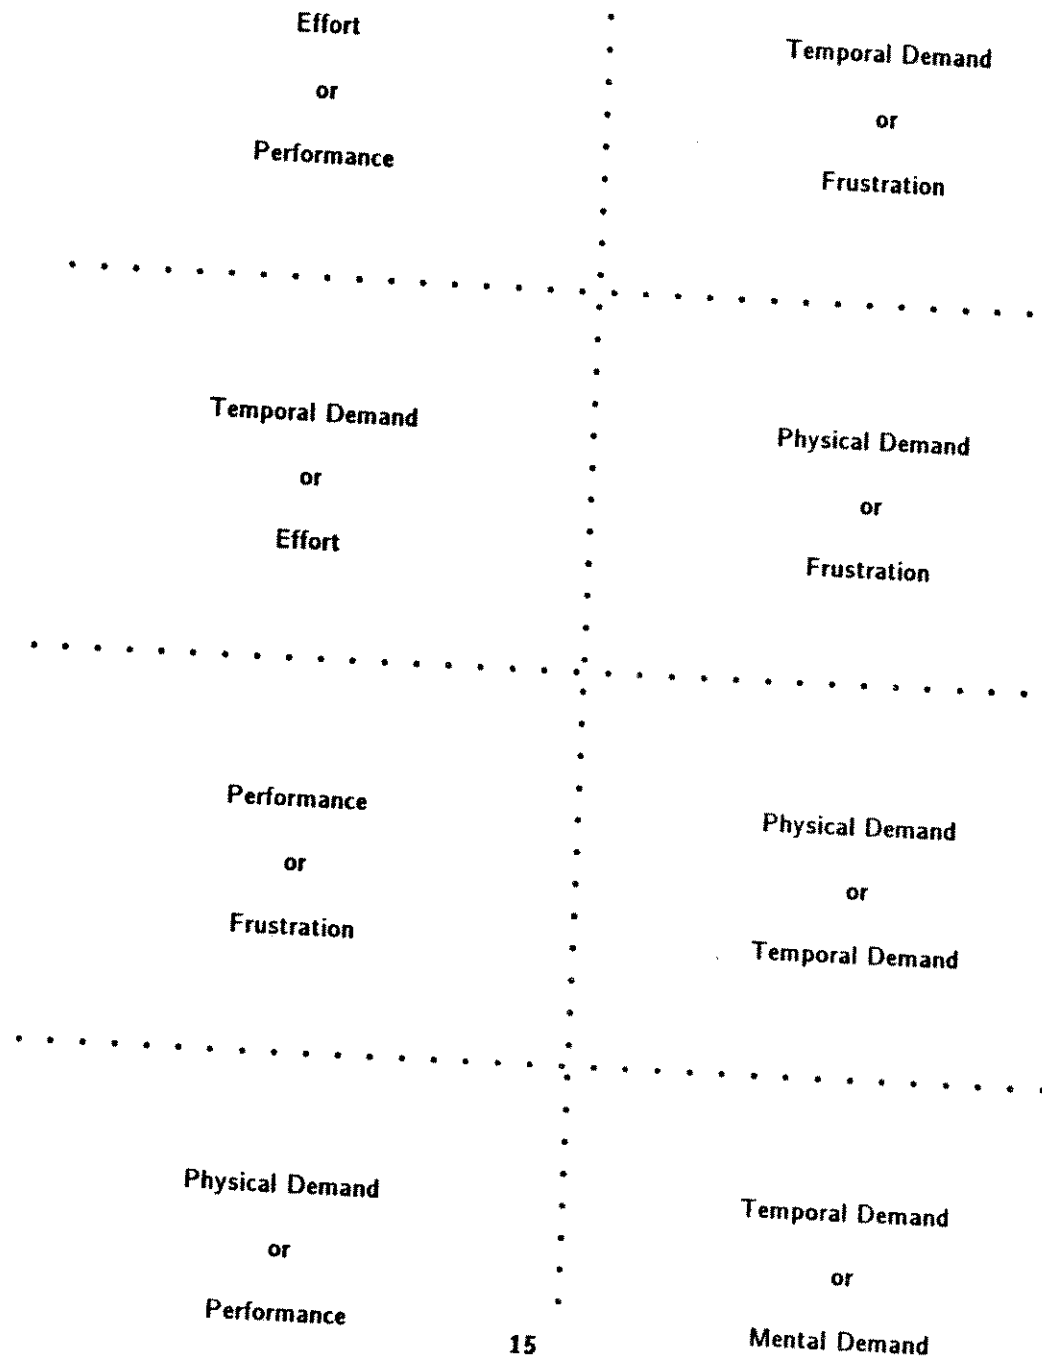 Effort
or
Performance
Temporal Demand
or
Frustration
Temporal Demand
or
Effort
Physical Demand
or
Frustration
Performance
or
Frustration
Physical Demand
or
Temporal Demand
Physical Demand
or
Performance
Temporal Demand
or
Mental Demand
15